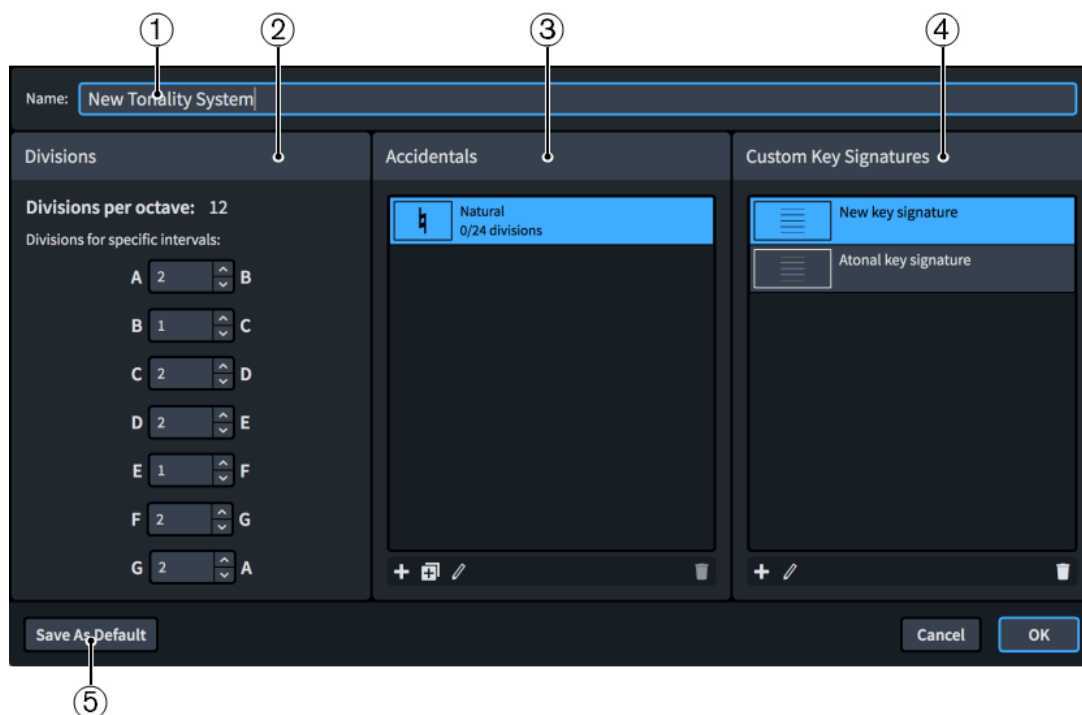 ① ② ③ ④
Name: New Tonality System
Divisions Accidentals Custom Key Signatures
Divisions per octave: 12
Divisions for specific intervals:
A 2 B
B 1 C
C 2 D
D 2 E
E 1 F
F 2 G
G 2 A
Natural
0/24 divisions
New key signature
Atonal key signature
Save As Default Cancel OK
⑤